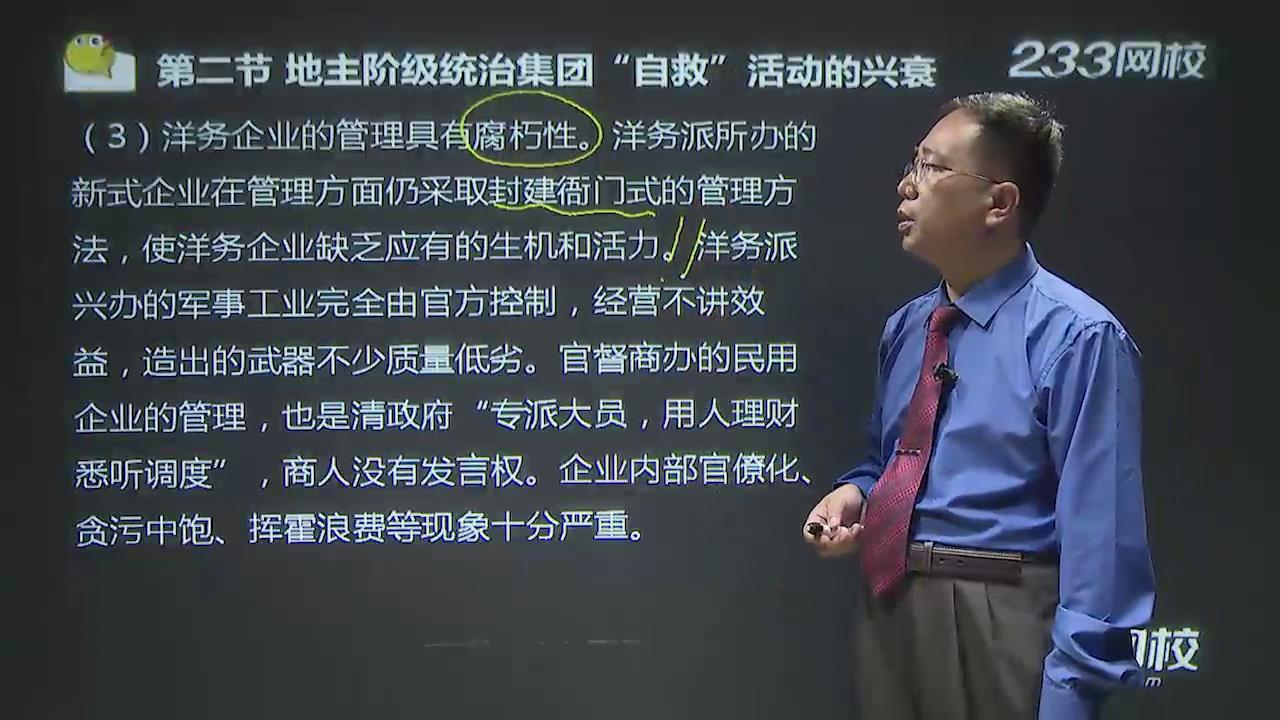 第二节 地主阶级统治集团“自救”活动的兴衰
233网校
（3）洋务企业的管理具有腐朽性。洋务派所办的
新式企业在管理方面仍采取封建衙门式的管理方
法，使洋务企业缺乏应有的生机和活力。洋务派
兴办的军事工业完全由官方控制，经营不讲效
益，造出的武器不少质量低劣。官督商办的民用
企业的管理，也是清政府“专派大员，用人理财
悉听调度”，商人没有发言权。企业内部官僚化、
贪污中饱、挥霍浪费等现象十分严重。
网校